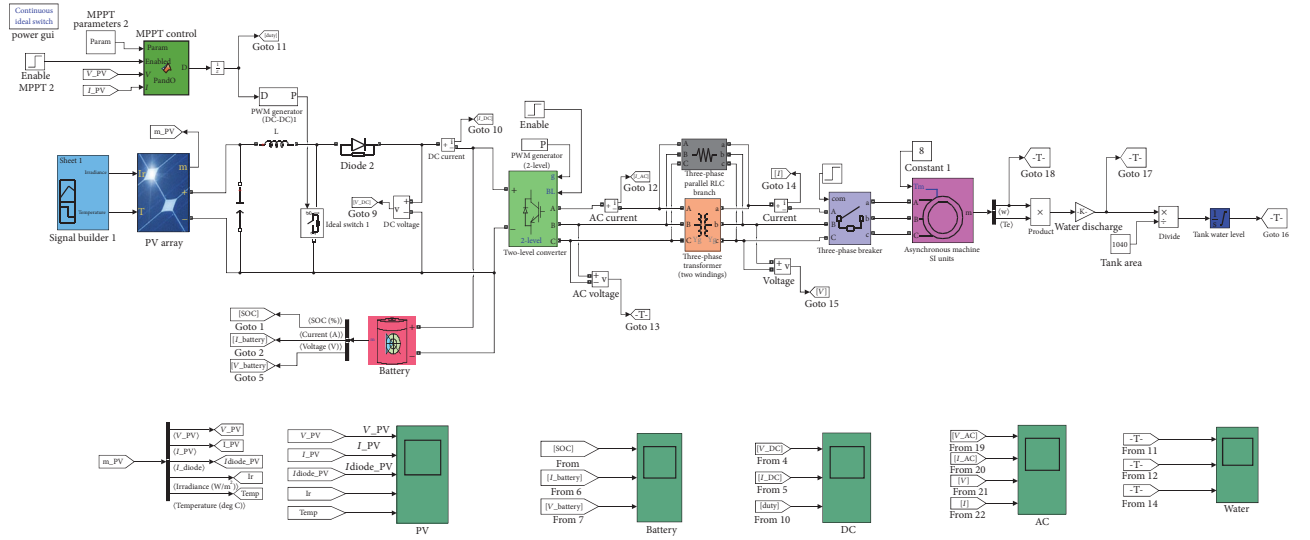 Continuous
ideal switch
power gui
MPPT
parameters 2
Param
MPPT control
Param
Enabled
V
I
PandO
D
Enable
MPPT 2
V_PV
I_PV
[duty]
Goto 11
D
P
PWM generator
(DC-DC)1
m_PV
Sheet 1
Irradiance
Temperature
Signal builder 1
Ir
T
m
+
−
PV array
L
Diode 2
Ideal switch 1
[V_DC]
Goto 9
+
−
v
DC voltage
+
−
i
DC current
[I_DC]
Goto 10
Enable
P
PWM generator
(2-level)
g
BL
+
−
A
B
C
2-level
Two-level converter
+
−
i
AC current
[I_AC]
Goto 12
+
−
v
AC voltage
-T-
Goto 13
A
B
C
a
b
c
Three-phase
parallel RLC
branch
A
B
C
a
b
c
Three-phase
transformer
(two windings)
[I]
Goto 14
+
−
i
Current
+
−
v
Voltage
[V]
Goto 15
com
A
B
C
a
b
c
Three-phase breaker
8
Constant 1
Tm
A
B
C
m
Asynchronous machine
SI units
-T-
Goto 18
⟨w⟩
⟨Te⟩
×
Product
-K-
Water discharge
-T-
Goto 17
1040
Tank area
×
÷
Divide
Tank water level
-T-
Goto 16
[SOC]
Goto 1
[I_battery]
Goto 2
[V_battery]
Goto 5
⟨SOC (%)⟩
⟨Current (A)⟩
⟨Voltage (V)⟩
m
+
−
Battery
m_PV
V_PV
⟨V_PV⟩
I_PV
⟨I_PV⟩
Idiode_PV
⟨I_diode⟩
Ir
⟨Irradiance (W/m²)⟩
Temp
⟨Temperature (deg C)⟩
V_PV
V_PV
I_PV
I_PV
Idiode_PV
Idiode_PV
Ir
Temp
PV
[SOC]
From
[I_battery]
From 6
[V_battery]
From 7
Battery
[V_DC]
From 4
[I_DC]
From 5
[duty]
From 10
DC
[V_AC]
From 19
[I_AC]
From 20
[V]
From 21
[I]
From 22
AC
-T-
From 11
-T-
From 12
-T-
From 14
Water